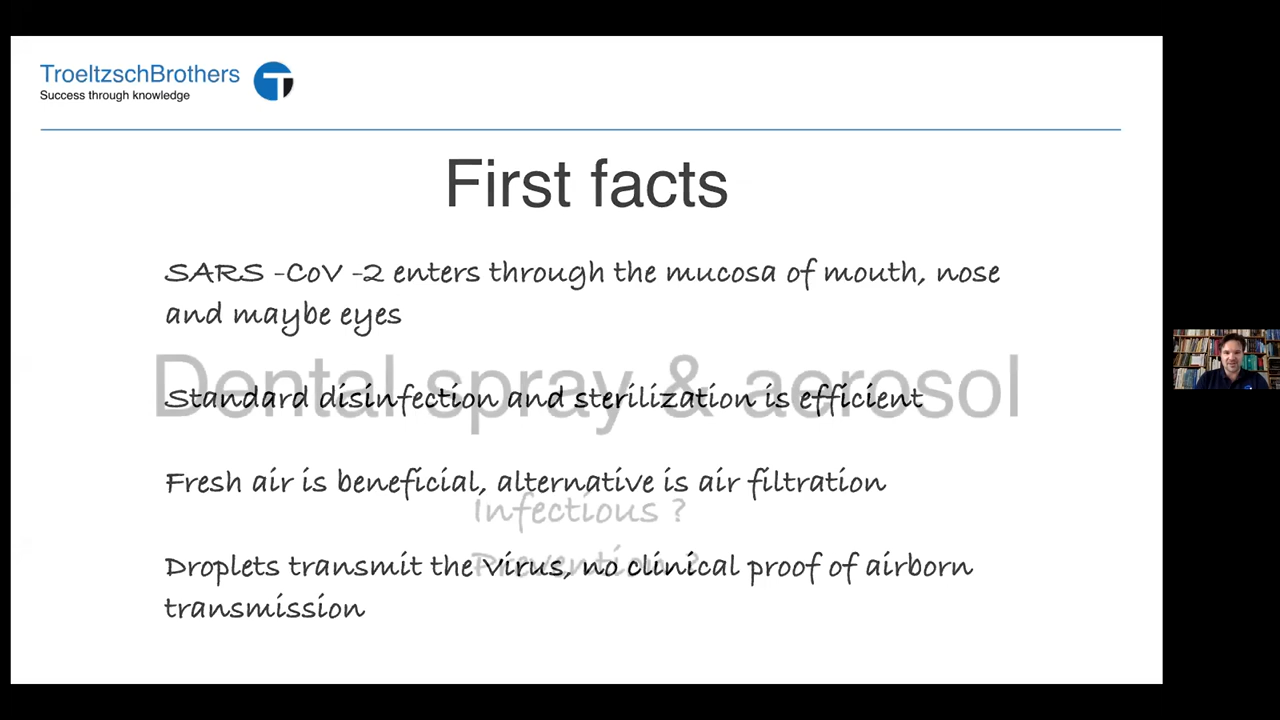 TroeltzschBrothers
Success through knowledge
T
First facts
SARS -CoV -2 enters through the mucosa of mouth, nose
and maybe eyes
Dental spray & aerosol
Standard disinfection and sterilization is efficient
Fresh air is beneficial, alternative is air filtration
Infectious ?
Prevention ?
Droplets transmit the Virus, no clinical proof of airborn
transmission